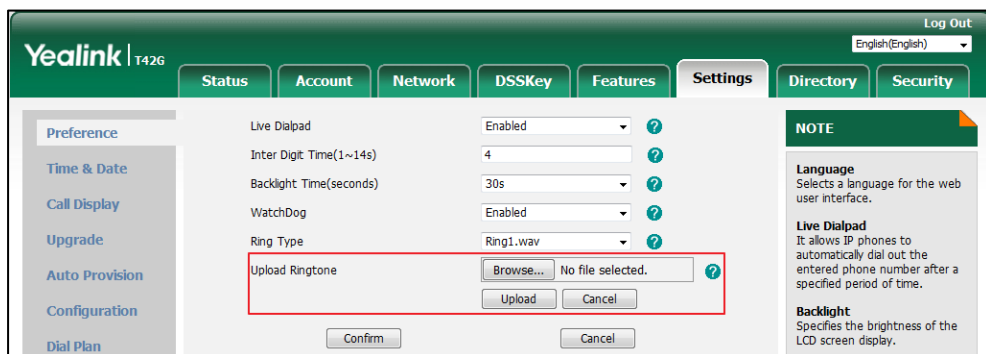 Log Out
Yealink | T42G
English(English)
Status Account Network DSSKey Features Settings Directory Security
Preference
Time & Date
Call Display
Upgrade
Auto Provision
Configuration
Dial Plan
Live Dialpad Enabled
Inter Digit Time(1~14s) 4
Backlight Time(seconds) 30s
WatchDog Enabled
Ring Type Ring1.wav
Upload Ringtone Browse... No file selected.
Upload Cancel
Confirm Cancel
NOTE
Language
Selects a language for the web
user interface.
Live Dialpad
It allows IP phones to
automatically dial out the
entered phone number after a
specified period of time.
Backlight
Specifies the brightness of the
LCD screen display.